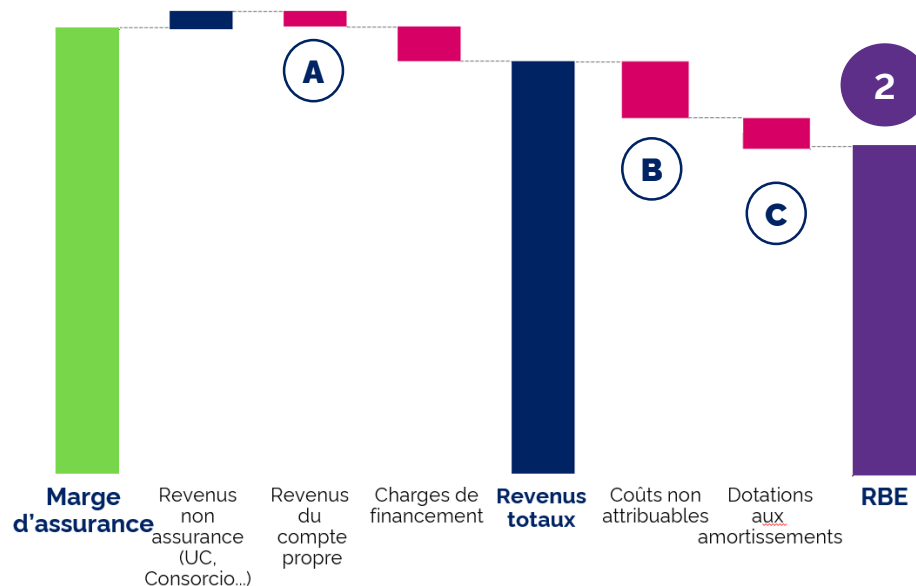 A
2
B
C
Marge
d’assurance
Revenus
non
assurance
(UC,
Consorcio...)
Revenus
du
compte
propre
Charges de
financement
Revenus
totaux
Coûts non
attribuables
Dotations
aux
amortissements
RBE